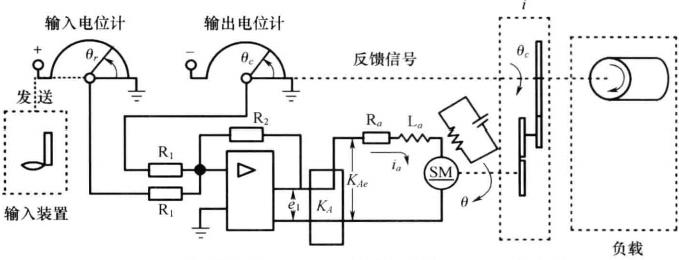 输入电位计
输出电位计
i
+
θr
−
θc
反馈信号
θc
发送
R2
Ra
La
R1
ia
KAe
SM
R1
e1
KA
θ
输入装置
负载